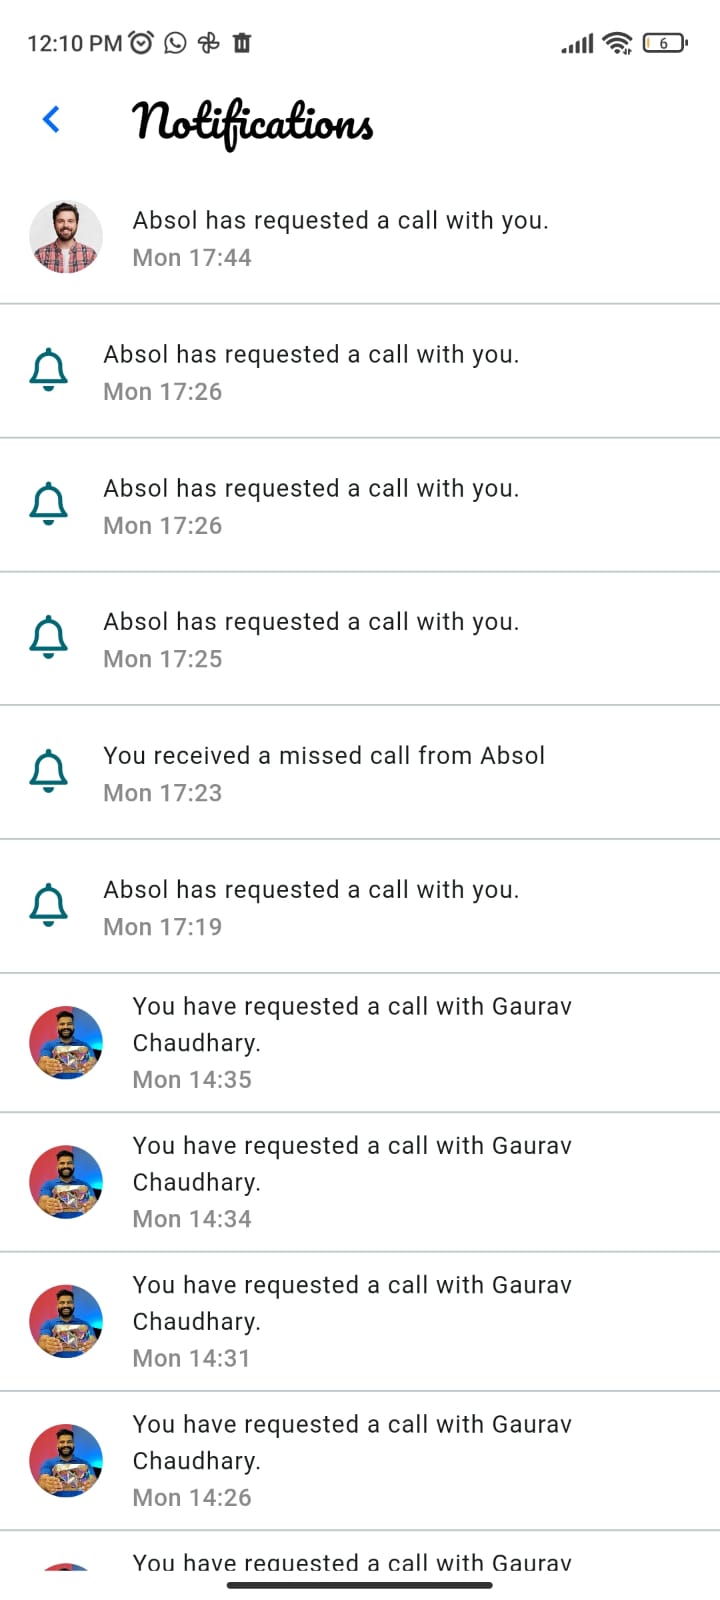 12:10 PM
6
Notifications
Absol has requested a call with you.
Mon 17:44
Absol has requested a call with you.
Mon 17:26
Absol has requested a call with you.
Mon 17:26
Absol has requested a call with you.
Mon 17:25
You received a missed call from Absol
Mon 17:23
Absol has requested a call with you.
Mon 17:19
You have requested a call with Gaurav
Chaudhary.
Mon 14:35
You have requested a call with Gaurav
Chaudhary.
Mon 14:34
You have requested a call with Gaurav
Chaudhary.
Mon 14:31
You have requested a call with Gaurav
Chaudhary.
Mon 14:26
You have requested a call with Gaurav